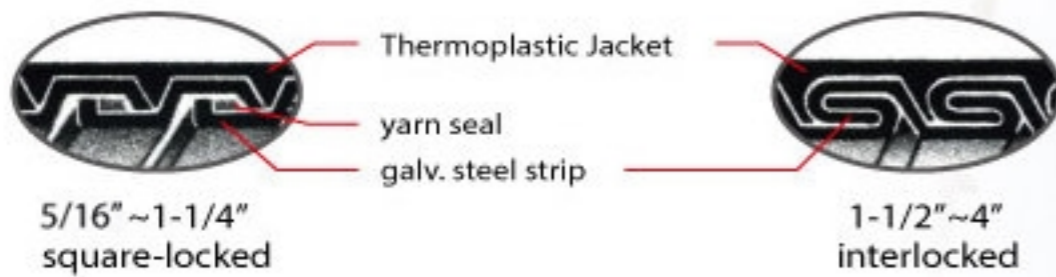 Thermoplastic Jacket
yarn seal
galv. steel strip
5/16" ~1-1/4"
square-locked
1-1/2"~4"
interlocked